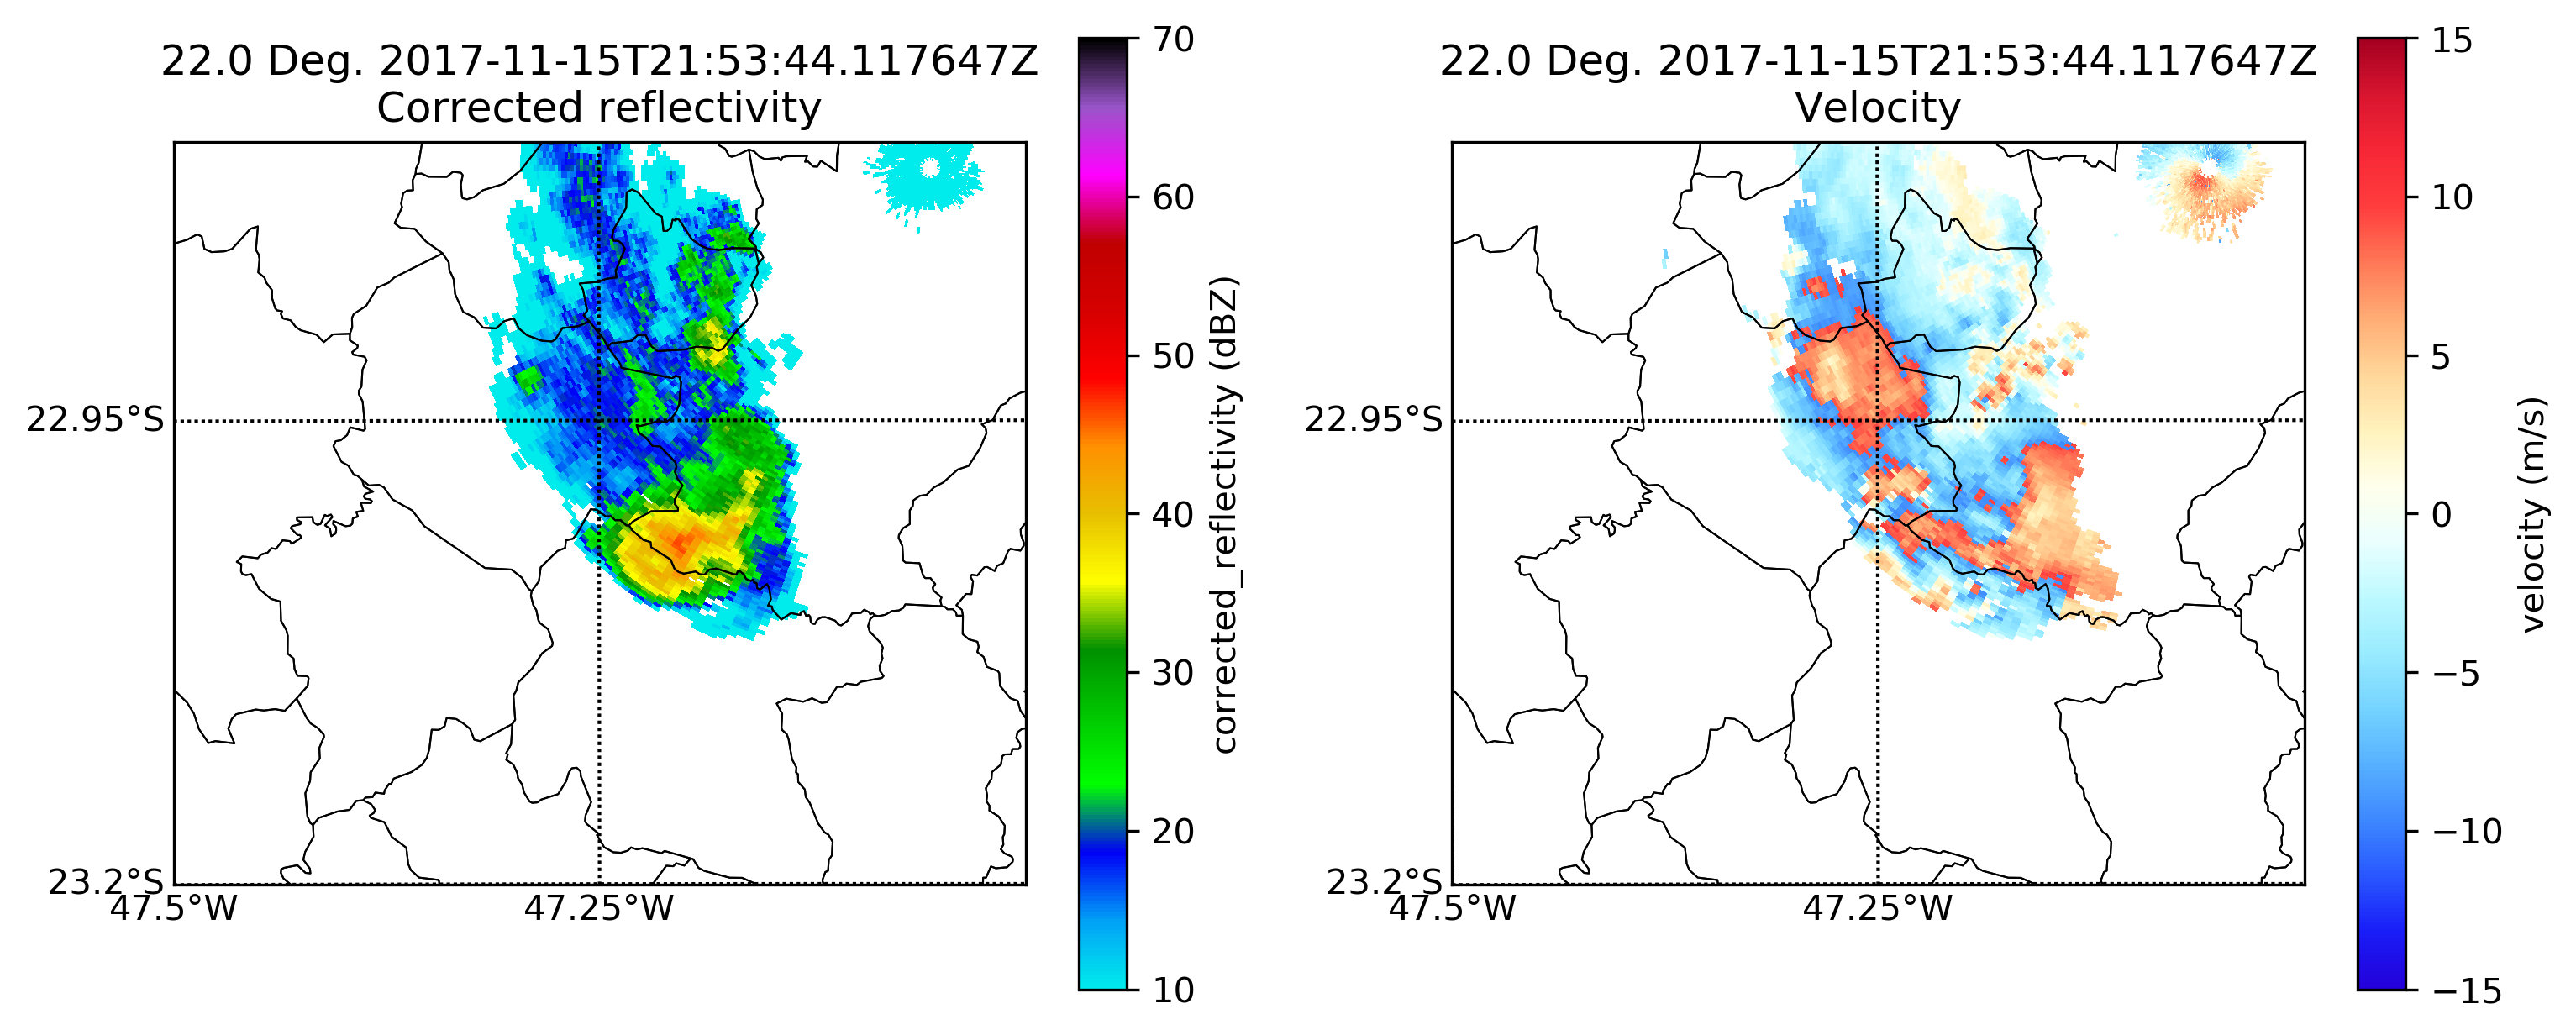 22.0 Deg. 2017-11-15T21:53:44.117647Z
Corrected reflectivity
22.95°S
23.2°S
47.5°W
47.25°W
70
60
50
40
30
20
10
corrected_reflectivity (dBZ)
22.0 Deg. 2017-11-15T21:53:44.117647Z
Velocity
22.95°S
23.2°S
47.5°W
47.25°W
15
10
5
0
−5
−10
−15
velocity (m/s)